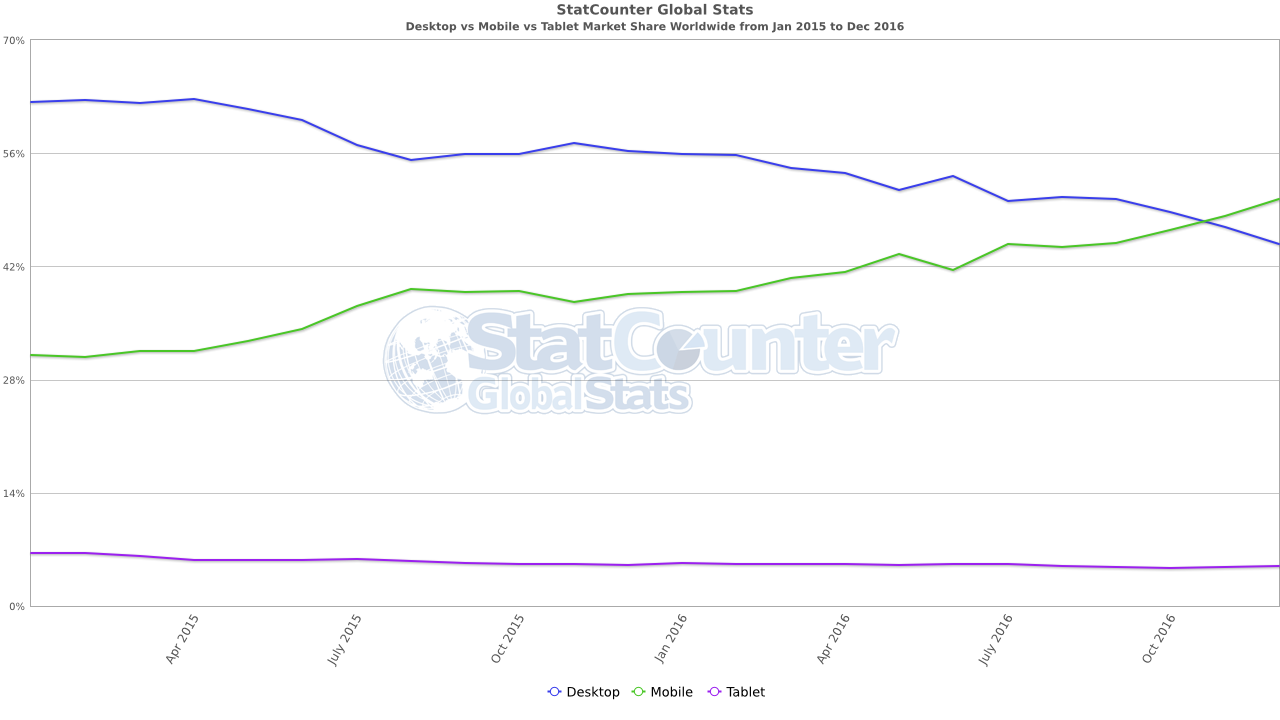 StatCounter Global Stats
Desktop vs Mobile vs Tablet Market Share Worldwide from Jan 2015 to Dec 2016
70%
56%
42%
28%
14%
0%
StatCounter
GlobalStats
Apr 2015
July 2015
Oct 2015
Jan 2016
Apr 2016
July 2016
Oct 2016
Desktop Mobile Tablet